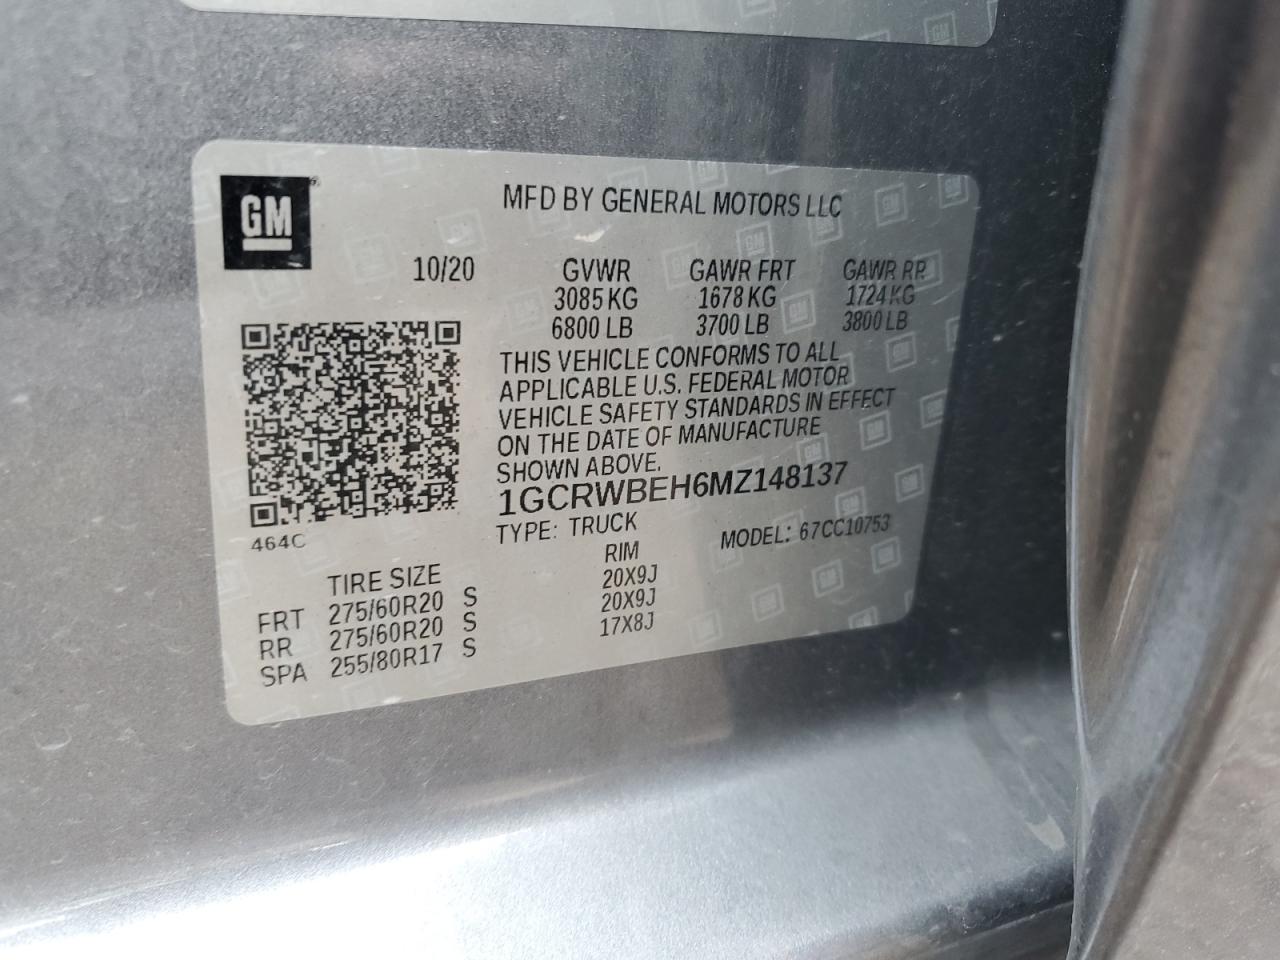 GM
MFD BY GENERAL MOTORS LLC
10/20
GVWR GAWR FRT GAWR RR
3085 KG 1678 KG 1724 KG
6800 LB 3700 LB 3800 LB
THIS VEHICLE CONFORMS TO ALL
APPLICABLE U.S. FEDERAL MOTOR
VEHICLE SAFETY STANDARDS IN EFFECT
ON THE DATE OF MANUFACTURE
SHOWN ABOVE.
1GCRWBEH6MZ148137
464C
TYPE: TRUCK MODEL: 67CC10753
TIRE SIZE RIM
FRT 275/60R20 S 20X9J
RR 275/60R20 S 20X9J
SPA 255/80R17 S 17X8J